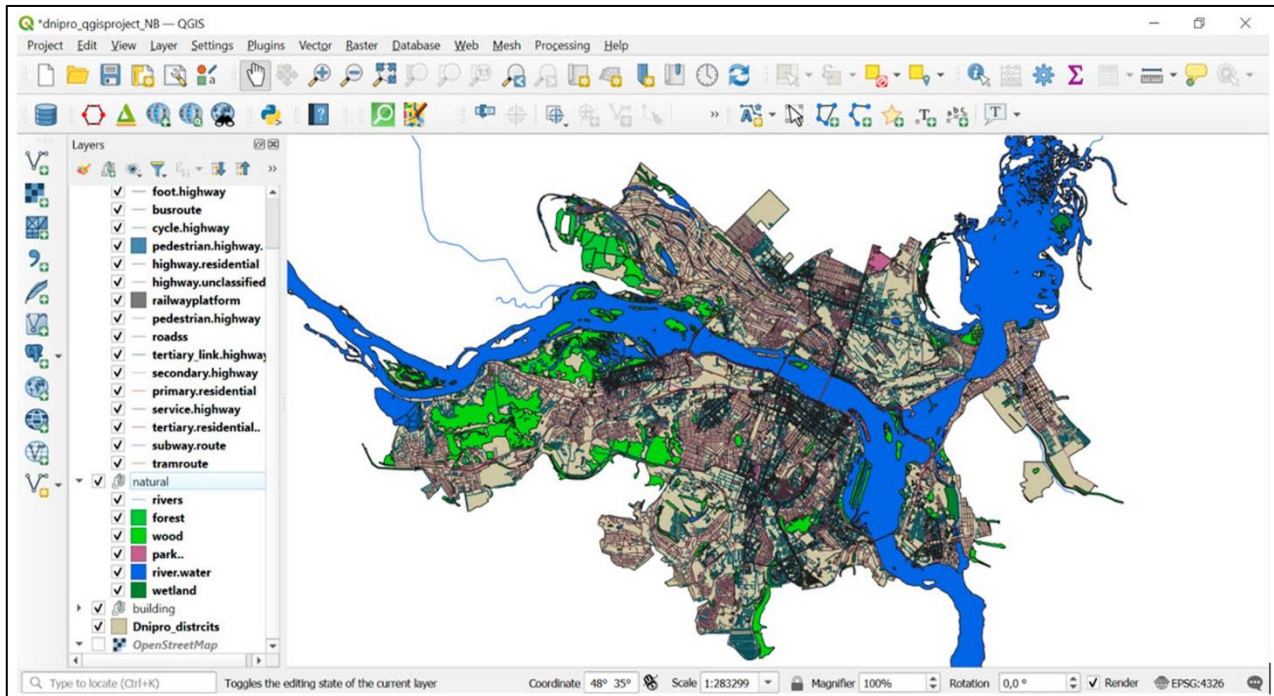 *dnipro_qgisproject_NB — QGIS
Project Edit View Layer Settings Plugins Vector Raster Database Web Mesh Processing Help
Layers
foot.highway
busroute
cycle.highway
pedestrian.highway.
highway.residential
highway.unclassified
railwayplatform
pedestrian.highway
roadss
tertiary_link.highway
secondary.highway
primary.residential
service.highway
tertiary.residential..
subway.route
tramroute
natural
rivers
forest
wood
park..
river.water
wetland
building
Dnipro_distrcits
OpenStreetMap
Type to locate (Ctrl+K) Toggles the editing state of the current layer Coordinate 48° 35° Scale 1:283299 Magnifier 100% Rotation 0,0 ° Render EPSG:4326